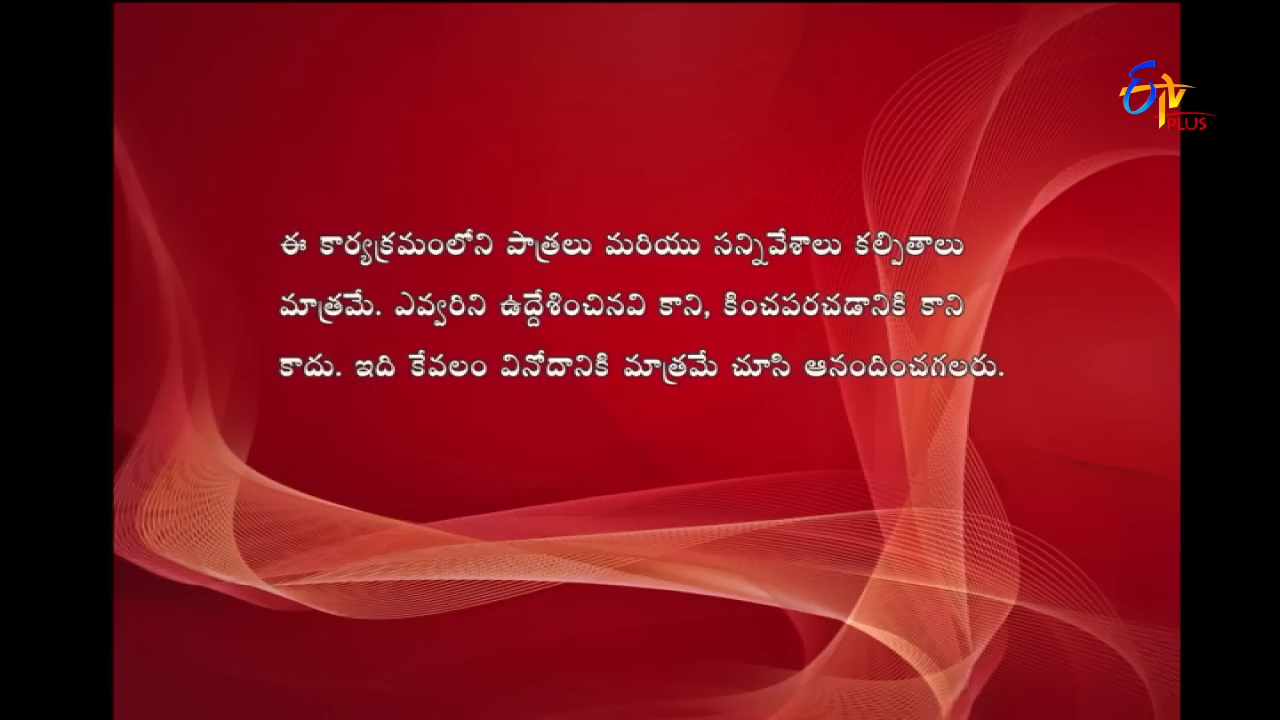 ETV
PLUS
ఈ కార్యక్రమంలోని పాత్రలు మరియు సన్నివేశాలు కల్పితాలు
మాత్రమే. ఎవ్వరిని ఉద్దేశించినవి కాని, కించపరచడానికి కాని
కాదు. ఇది కేవలం వినోదానికి మాత్రమే చూసి ఆనందించగలరు.